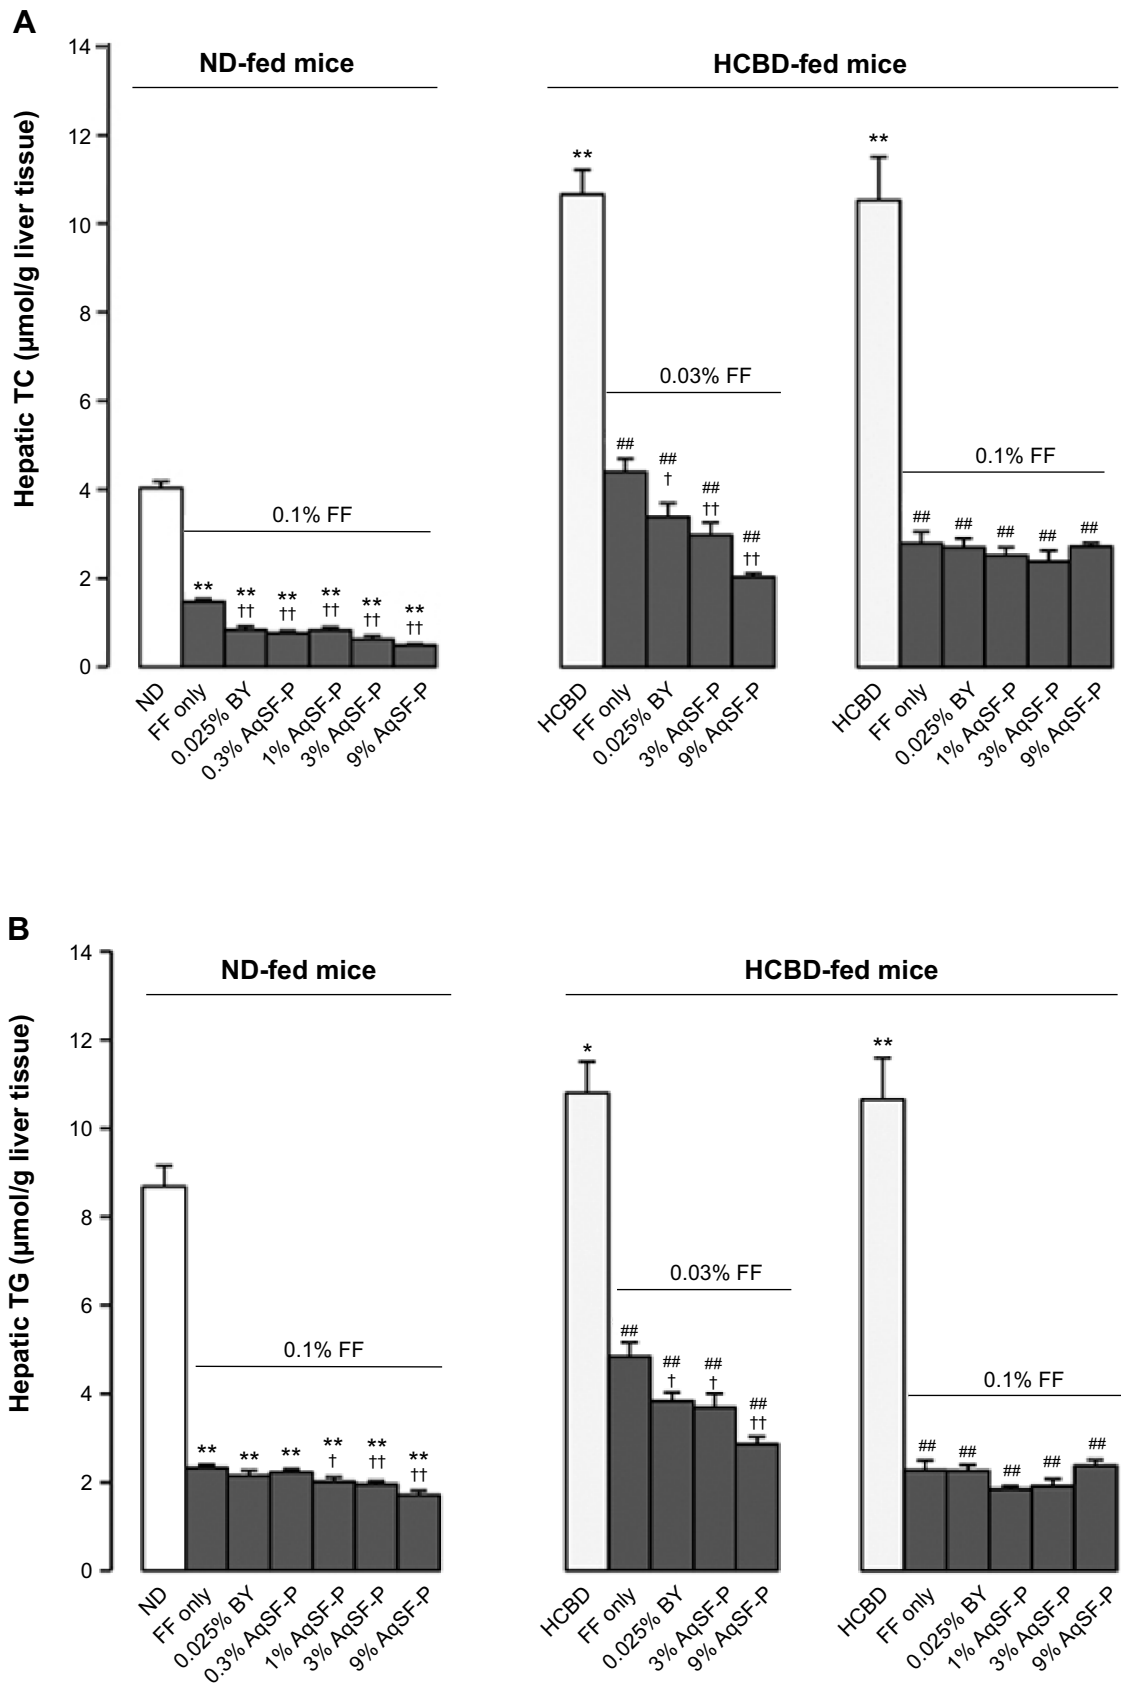 A
ND-fed mice
HCBD-fed mice
Hepatic TC (µmol/g liver tissue)
14
12
10
8
6
4
2
0
0.1% FF
0.03% FF
0.1% FF
**
**
††
**
††
**
††
**
††
**
††
**
##
##
†
##
††
##
††
**
##
##
##
##
##
ND
FF only
0.025% BY
0.3% AqSF-P
1% AqSF-P
3% AqSF-P
9% AqSF-P
HCBD
FF only
0.025% BY
3% AqSF-P
9% AqSF-P
HCBD
FF only
0.025% BY
1% AqSF-P
3% AqSF-P
9% AqSF-P
B
ND-fed mice
HCBD-fed mice
Hepatic TG (µmol/g liver tissue)
14
12
10
8
6
4
2
0
0.1% FF
0.03% FF
0.1% FF
**
**
**
**
†
**
††
**
††
*
##
##
†
##
†
##
††
**
##
##
##
##
##
ND
FF only
0.025% BY
0.3% AqSF-P
1% AqSF-P
3% AqSF-P
9% AqSF-P
HCBD
FF only
0.025% BY
3% AqSF-P
9% AqSF-P
HCBD
FF only
0.025% BY
1% AqSF-P
3% AqSF-P
9% AqSF-P